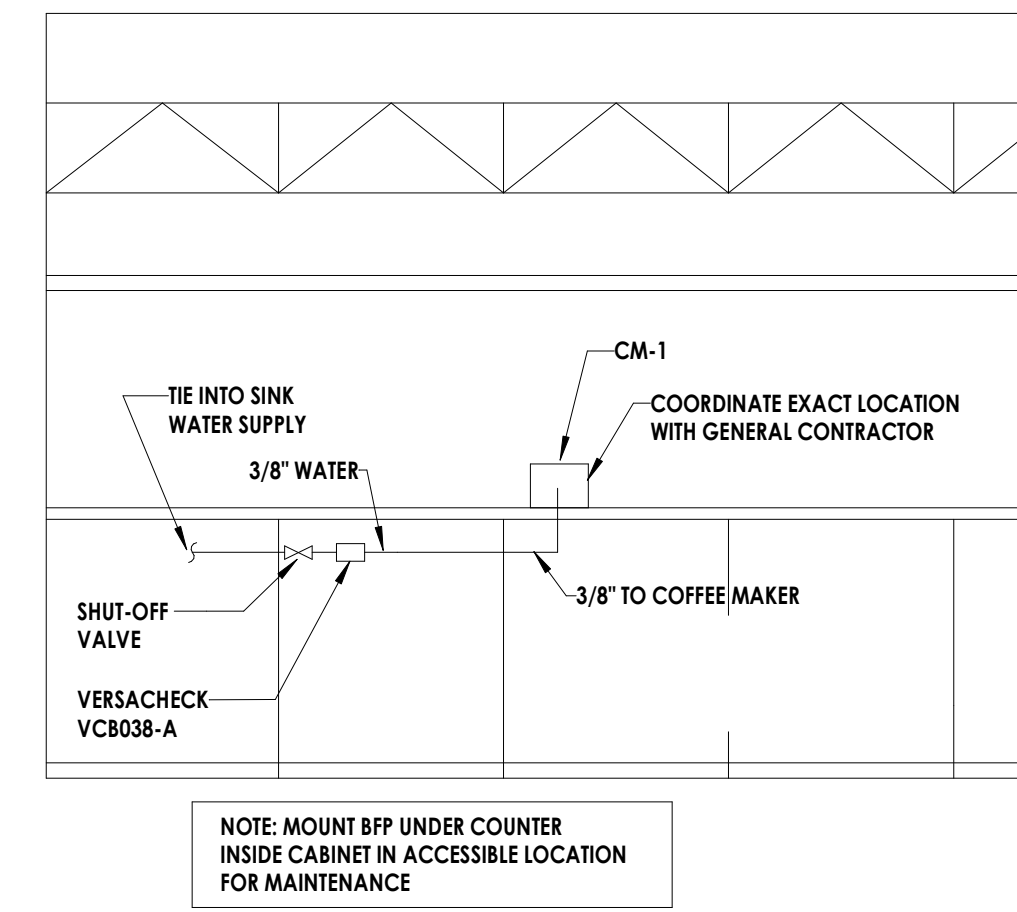 CM-1
TIE INTO SINK
WATER SUPPLY
COORDINATE EXACT LOCATION
WITH GENERAL CONTRACTOR
3/8" WATER
SHUT-OFF
VALVE
3/8" TO COFFEE MAKER
VERSACHECK
VCB038-A
NOTE: MOUNT BFP UNDER COUNTER
INSIDE CABINET IN ACCESSIBLE LOCATION
FOR MAINTENANCE